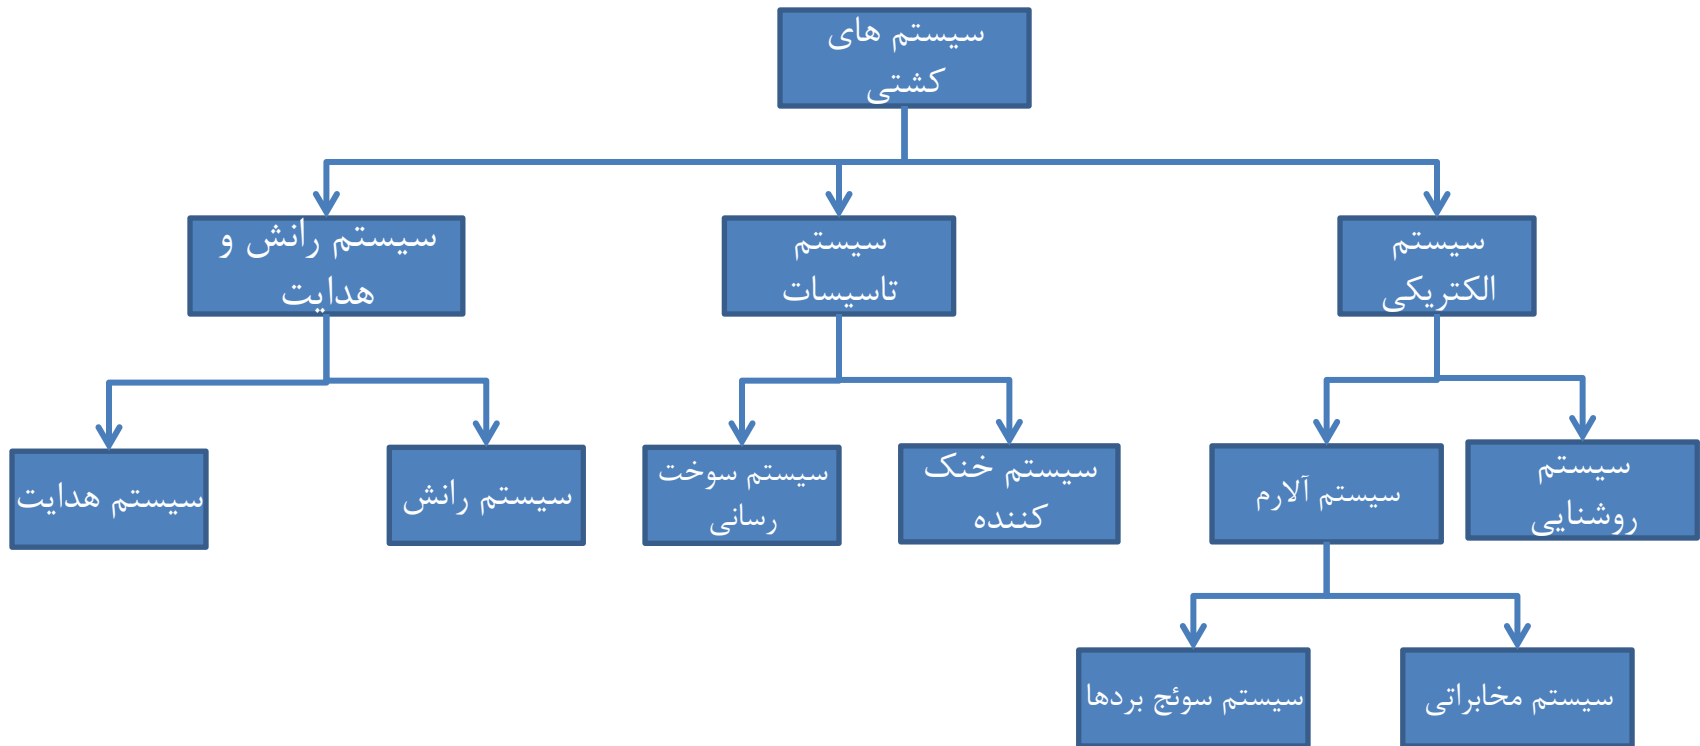 سیستم های
کشتی
سیستم
الکتریکی
سیستم
تاسیسات
سیستم رانش و
هدایت
سیستم
روشنایی
سیستم آلارم
سیستم خنک
کننده
سیستم سوخت
رسانی
سیستم رانش
سیستم هدایت
سیستم مخابراتی
سیستم سوئج بردها